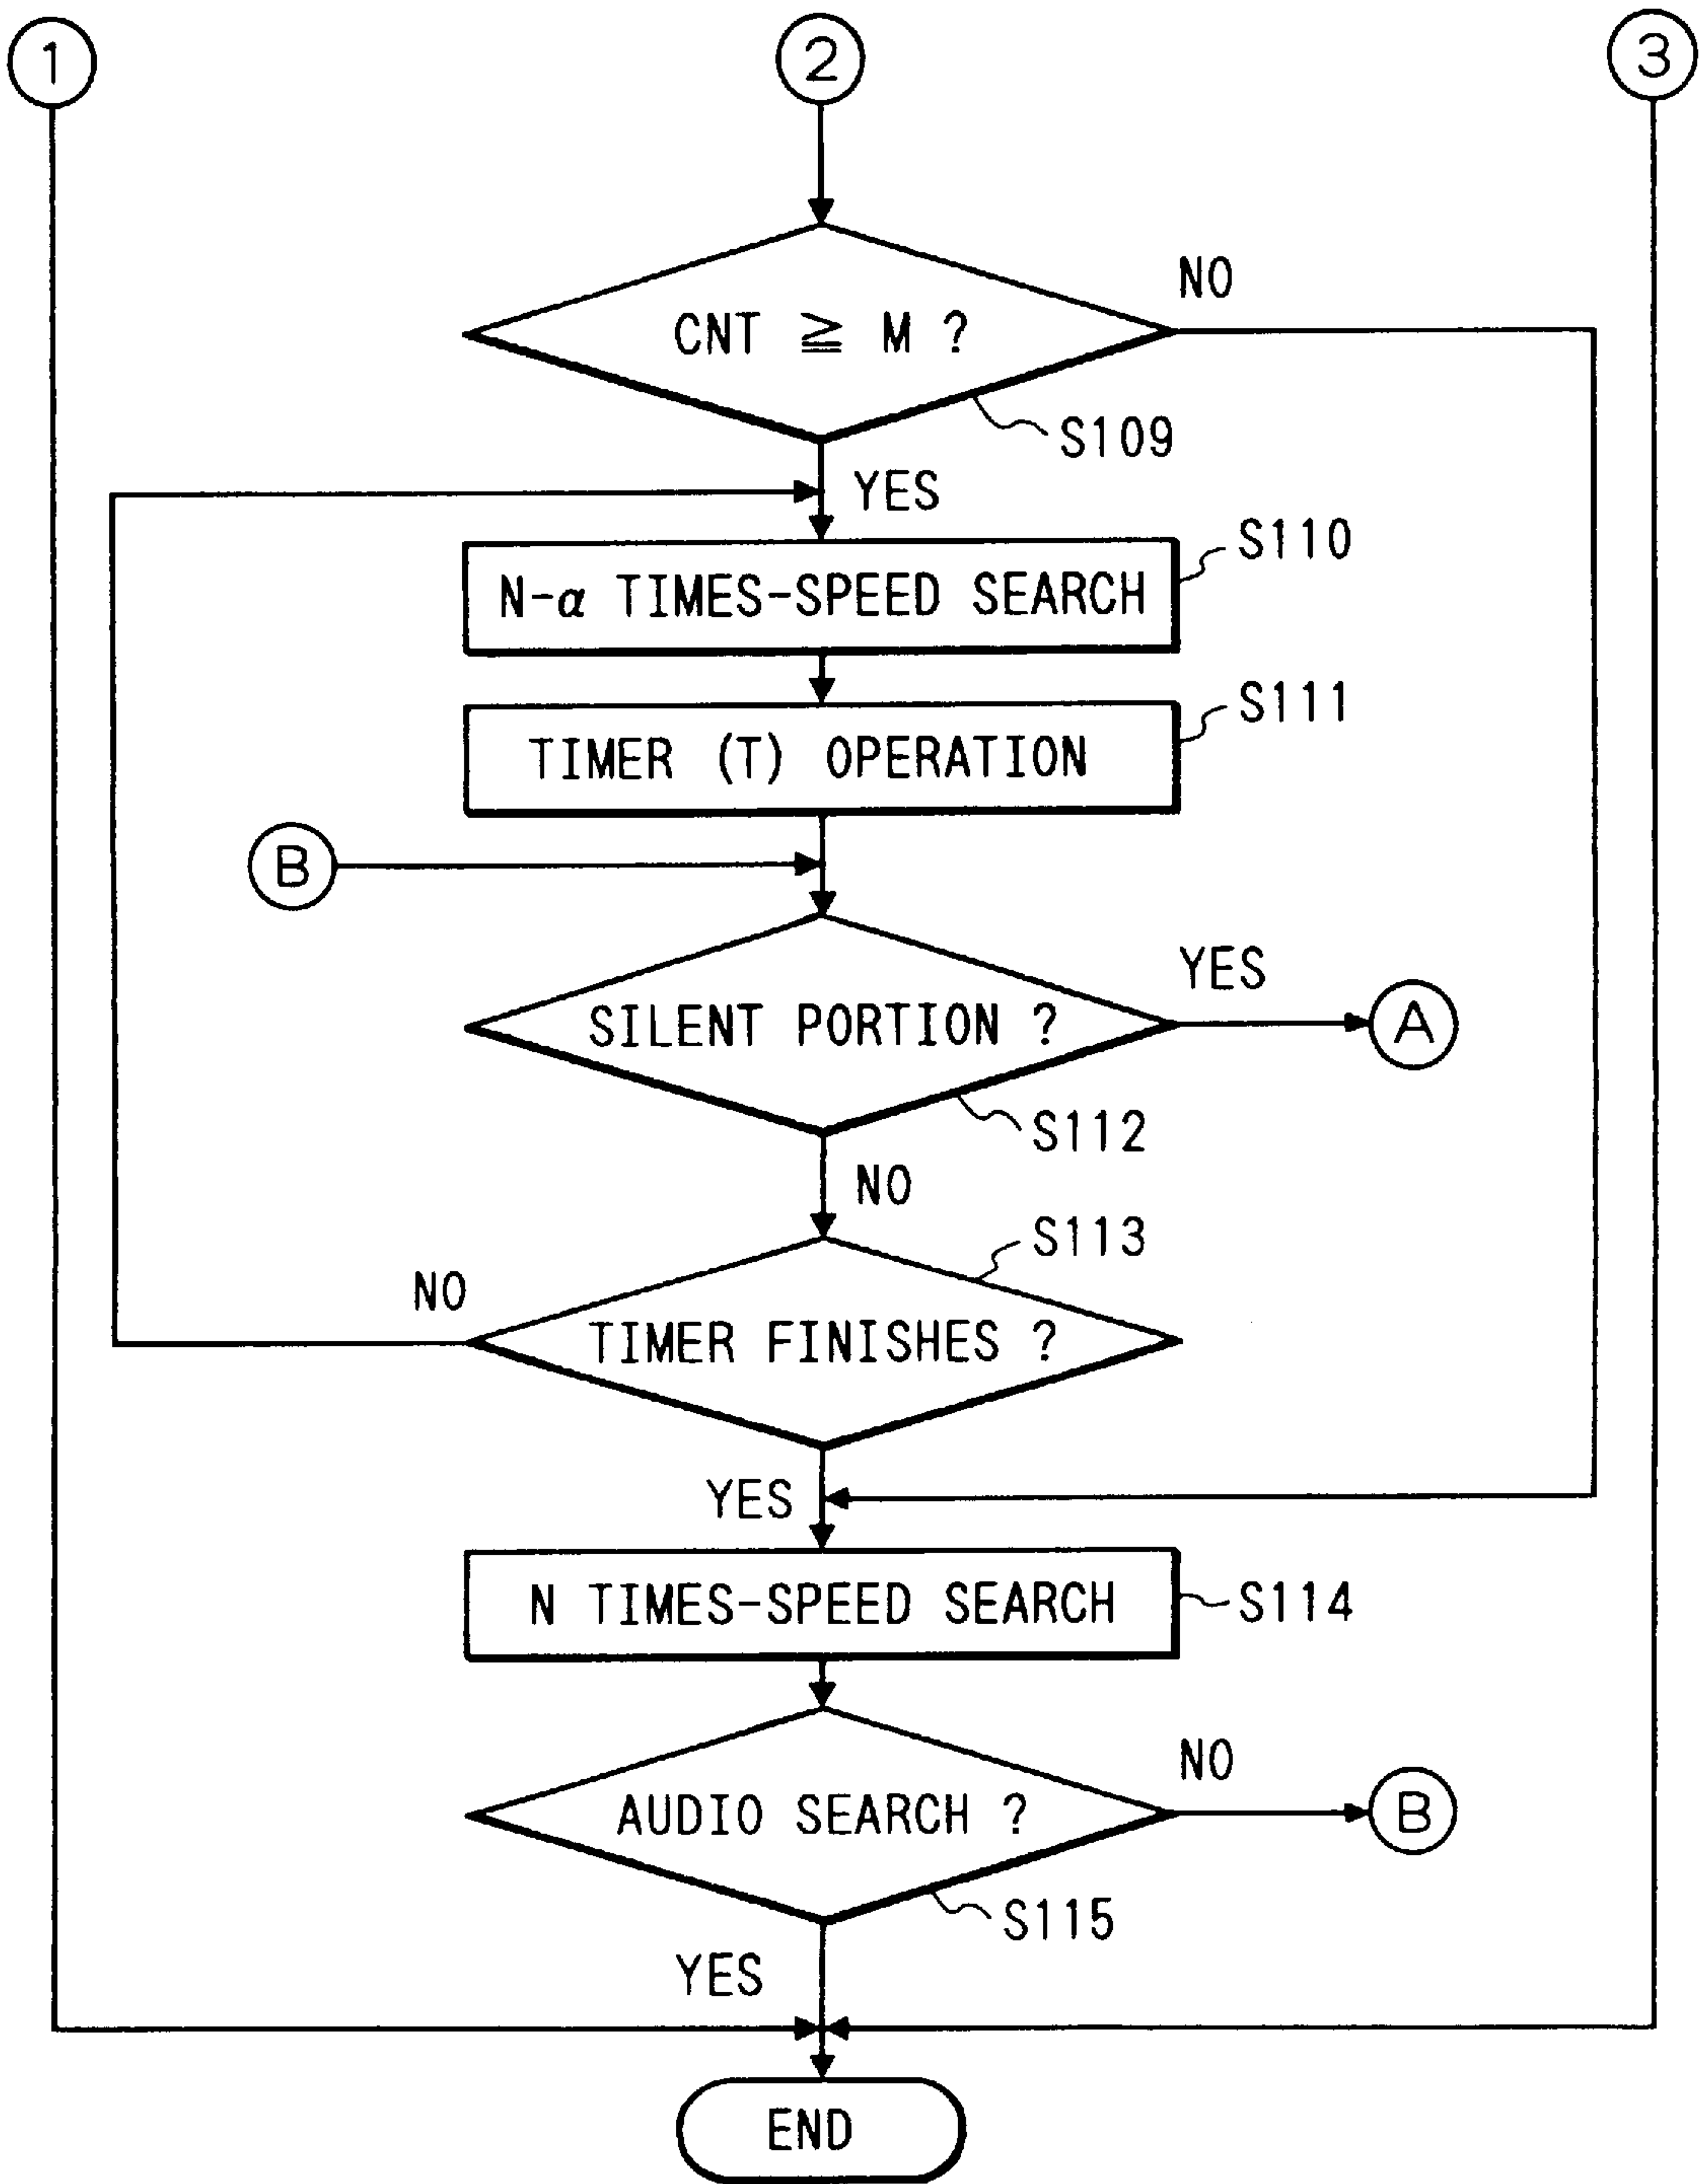 1
2
3
NO
CNT ≧ M ?
S109
YES
S110
N-α TIMES-SPEED SEARCH
S111
TIMER (T) OPERATION
B
YES
SILENT PORTION ?
A
S112
NO
S113
NO
TIMER FINISHES ?
YES
N TIMES-SPEED SEARCH
S114
NO
AUDIO SEARCH ?
B
S115
YES
END